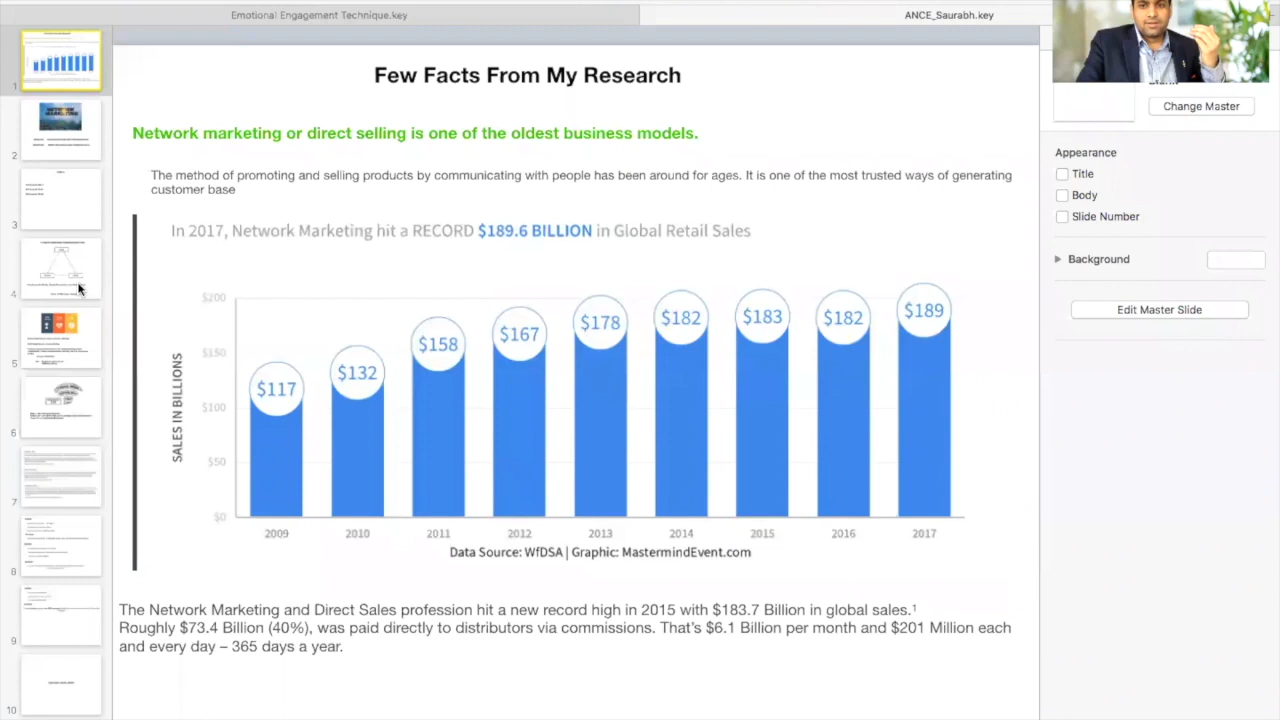 Emotional Engagement Technique.key
ANCE_Saurabh.key
Few Facts From My Research
Network marketing or direct selling is one of the oldest business models.
The method of promoting and selling products by communicating with people has been around for ages. It is one of the most trusted ways of generating
customer base
In 2017, Network Marketing hit a RECORD $189.6 BILLION in Global Retail Sales
SALES IN BILLIONS
$200
$150
$100
$50
$0
$117
$132
$158
$167
$178
$182
$183
$182
$189
2009
2010
2011
2012
2013
2014
2015
2016
2017
Data Source: WfDSA | Graphic: MastermindEvent.com
The Network Marketing and Direct Sales profession hit a new record high in 2015 with $183.7 Billion in global sales.¹
Roughly $73.4 Billion (40%), was paid directly to distributors via commissions. That’s $6.1 Billion per month and $201 Million each
and every day – 365 days a year.
1
2
3
4
5
6
7
8
9
10
Change Master
Appearance
Title
Body
Slide Number
Background
Edit Master Slide